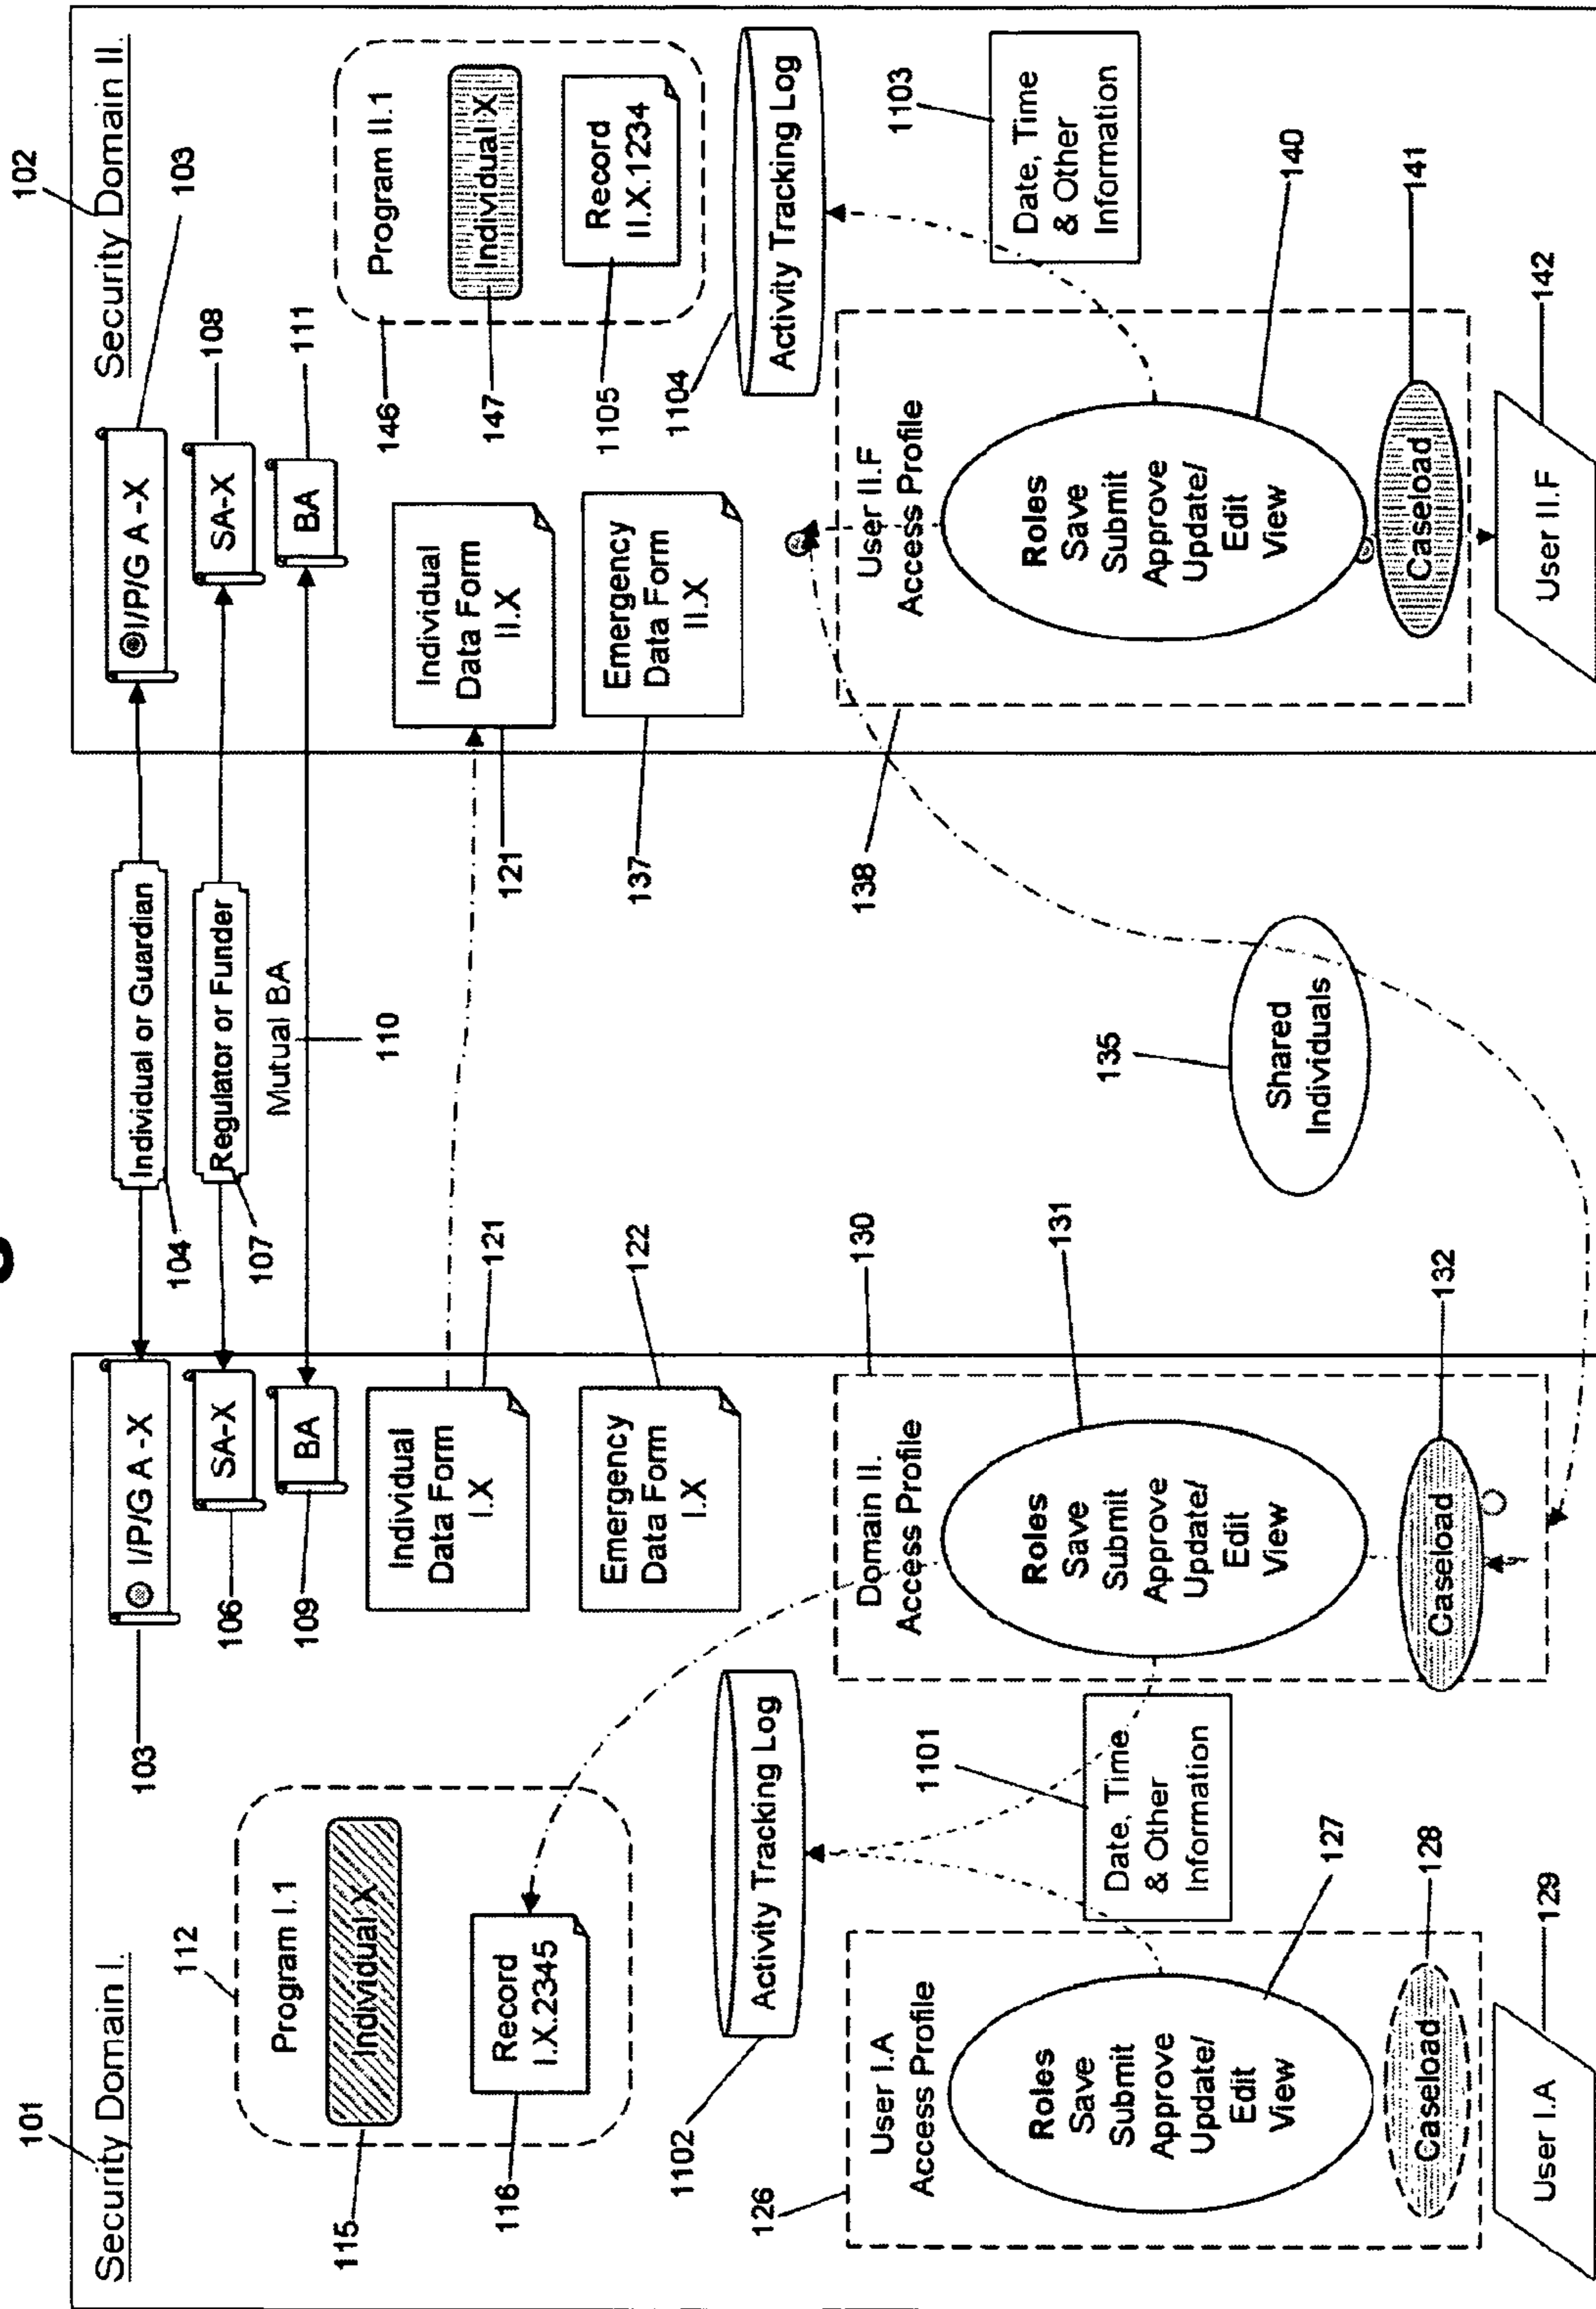 101
Security Domain I.
112
Program I.1
Individual X
115
Record
I.X.2345
116
103
I/P/G A -X
SA-X
106
BA
109
Individual
Data Form
I.X
121
Emergency
Data Form
I.X
122
Activity Tracking Log
1102
126
User I.A
Access Profile
Roles
Save
Submit
Approve
Update/
Edit
View
127
Caseload
128
User I.A
129
1101
Date, Time
& Other
Information
130
Domain II.
Access Profile
Roles
Save
Submit
Approve
Update/
Edit
View
131
Caseload
132
Individual or Guardian
104
Regulator or Funder
107
Mutual BA
110
135
Shared
Individuals
102
Security Domain II.
I/P/G A -X
103
SA-X
108
BA
111
Individual
Data Form
II.X
121
Emergency
Data Form
II.X
137
Program II.1
146
Individual X
147
Record
II.X.1234
1105
Activity Tracking Log
1104
1103
Date, Time
& Other
Information
User II.F
Access Profile
138
Roles
Save
Submit
Approve
Update/
Edit
View
140
Caseload
141
User II.F
142